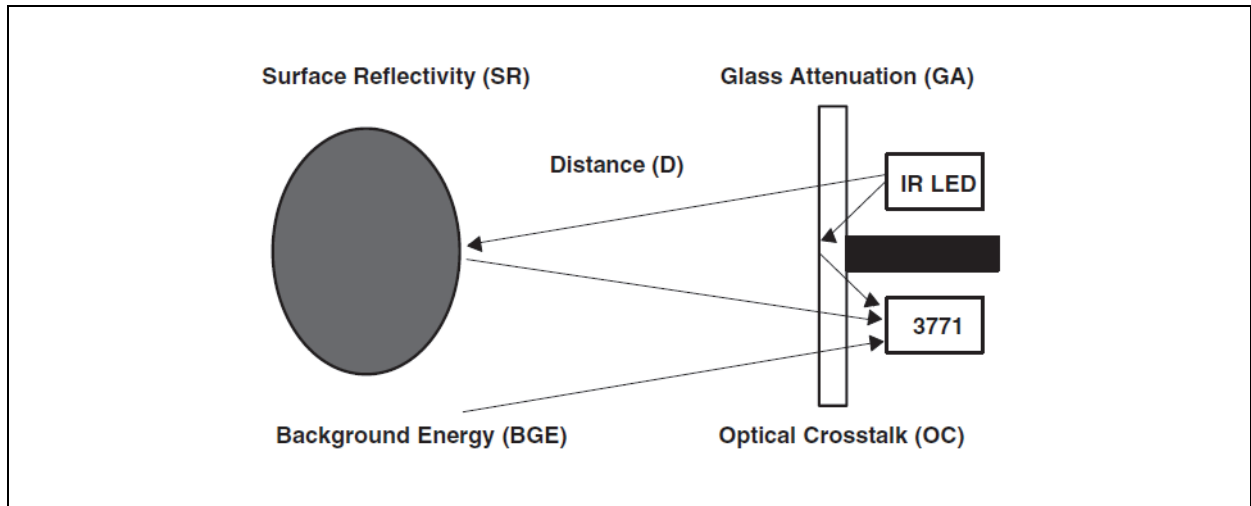 Surface Reflectivity (SR)
Glass Attenuation (GA)
Distance (D)
IR LED
3771
Background Energy (BGE)
Optical Crosstalk (OC)